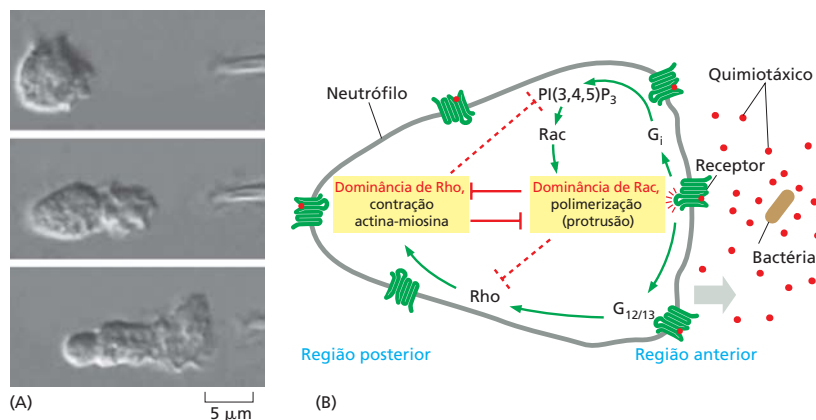 (A)
5 µm
(B)
Neutrófilo
PI(3,4,5)P₃
Rac
Gᵢ
Quimiotáxico
Receptor
Dominância de Rho,
contração
actina-miosina
Dominância de Rac,
polimerização
(protrusão)
Bactéria
Rho
G₁₂/₁₃
Região posterior
Região anterior